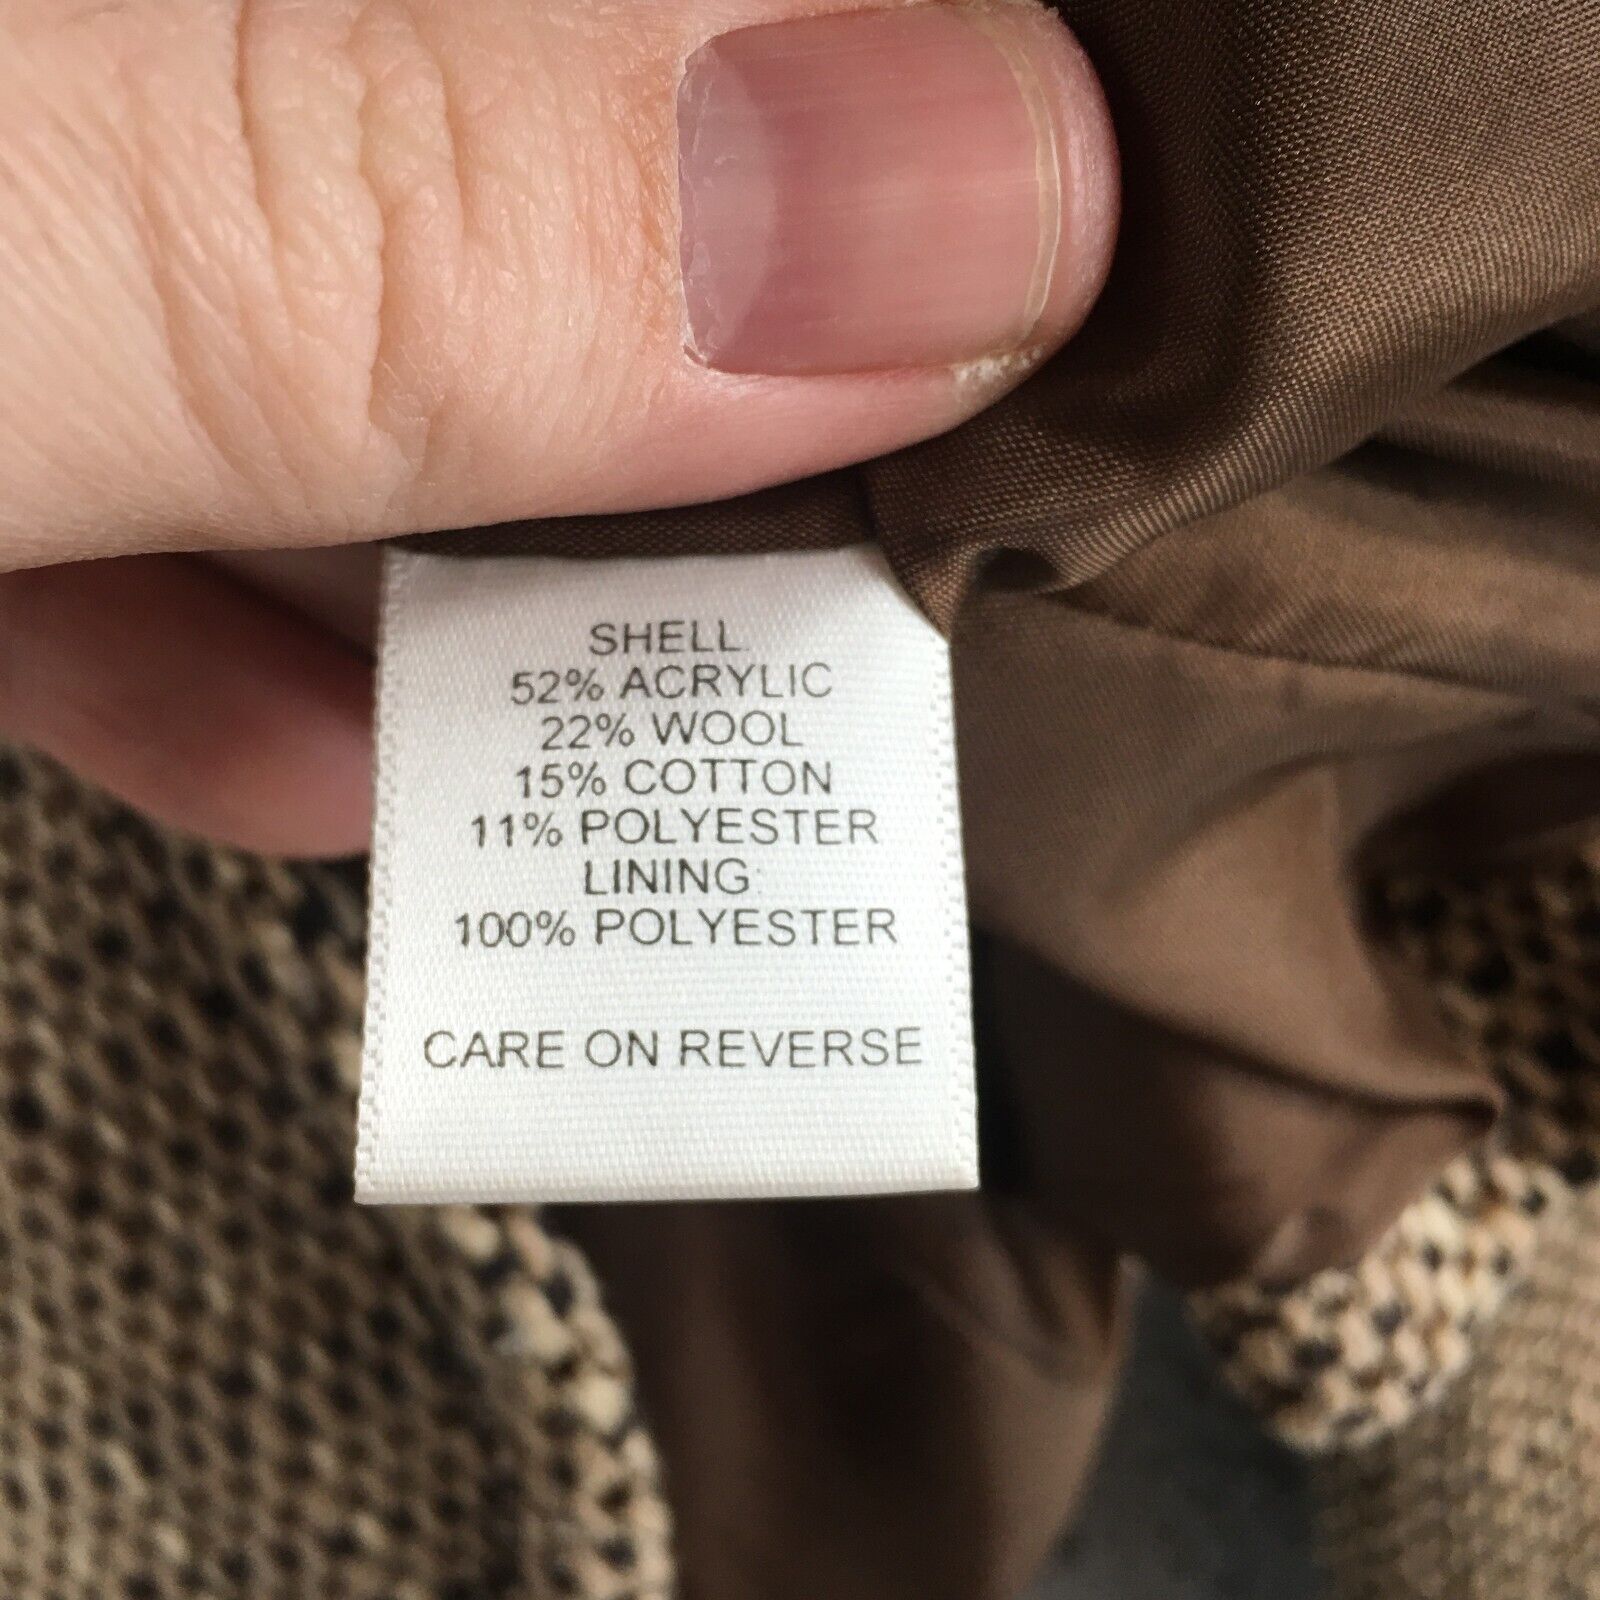 SHELL:
52% ACRYLIC
22% WOOL
15% COTTON
11% POLYESTER
LINING:
100% POLYESTER
CARE ON REVERSE